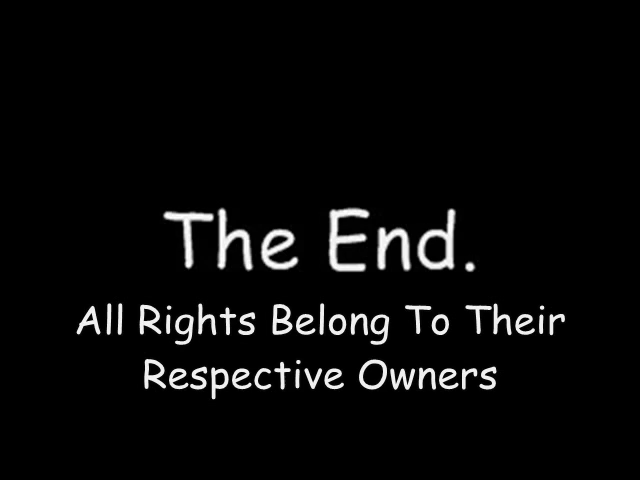 The End.
All Rights Belong To Their
Respective Owners